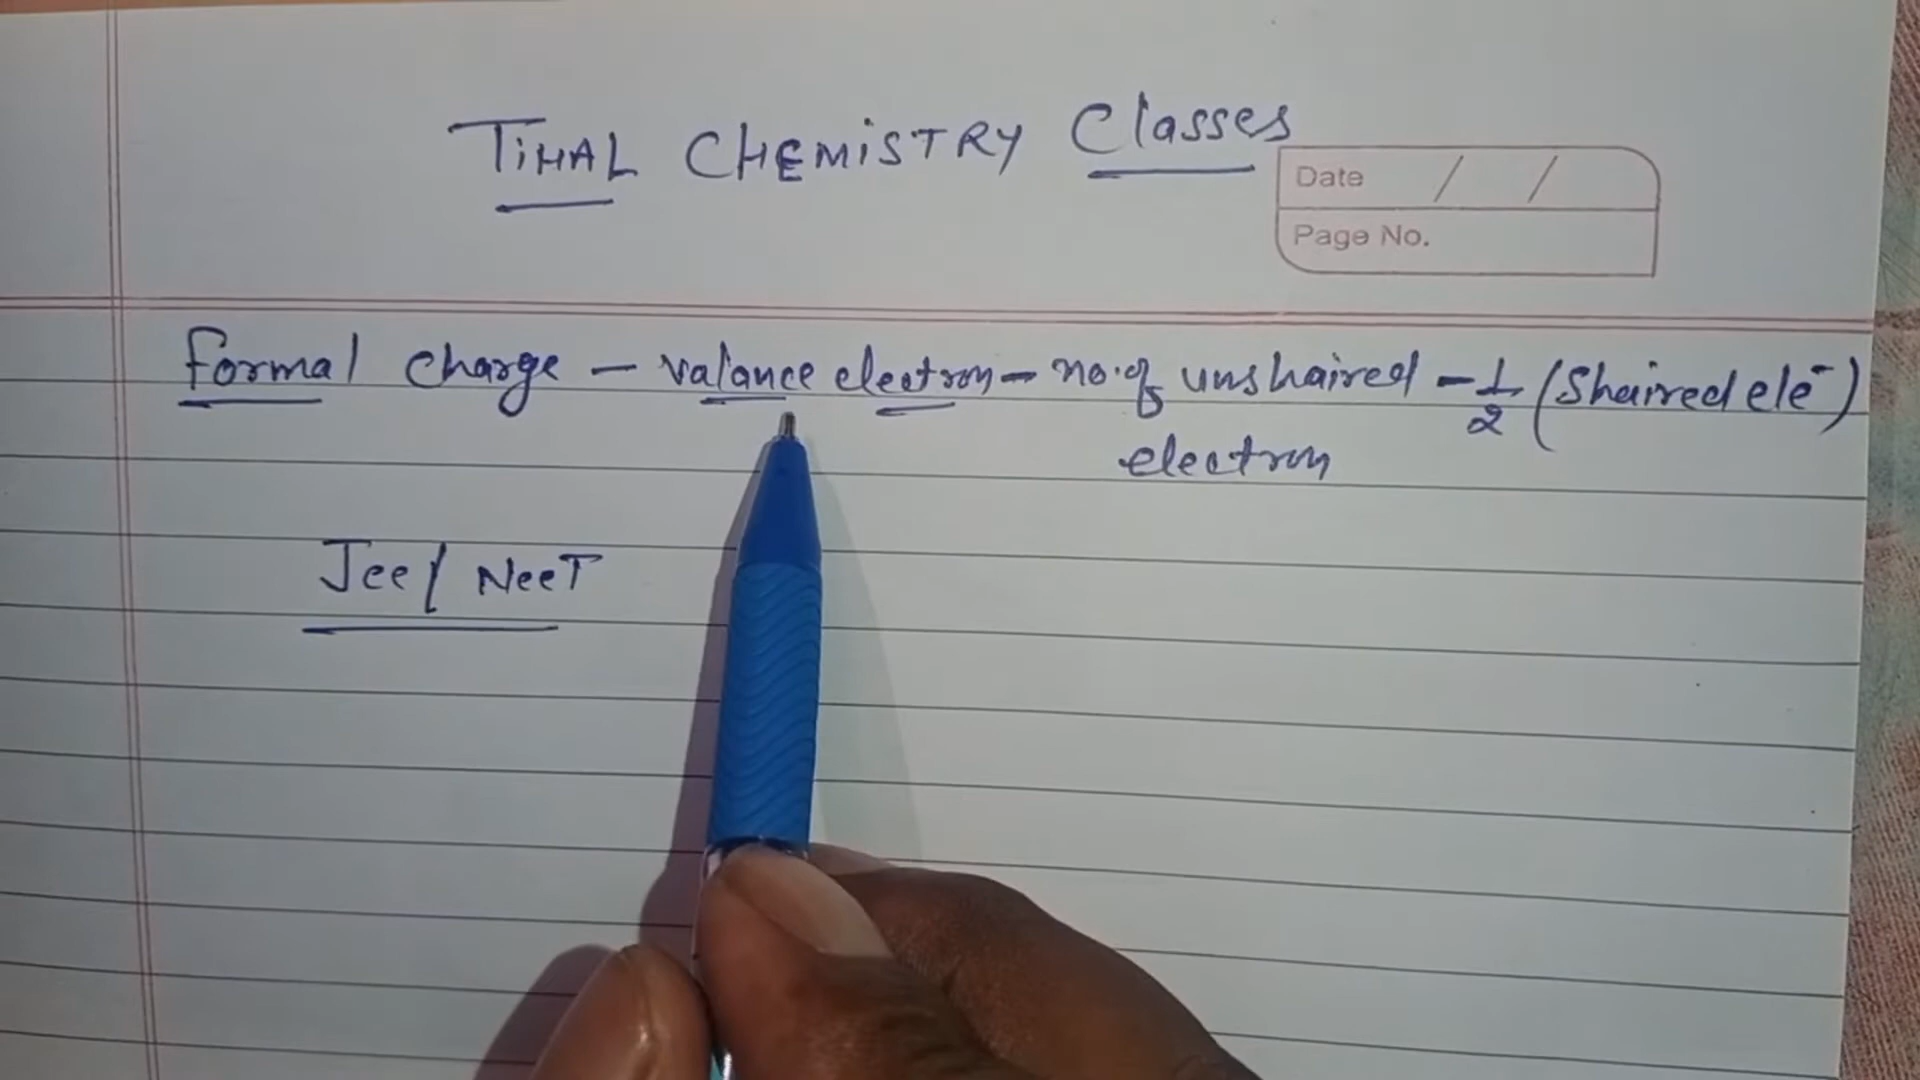 TiHAL CHEMISTRY Classes
Date / /
Page No.
formal charge - valance electron - no. of unshaired - 1/2 (Shaired ele-)
electron
Jee/ NeeT